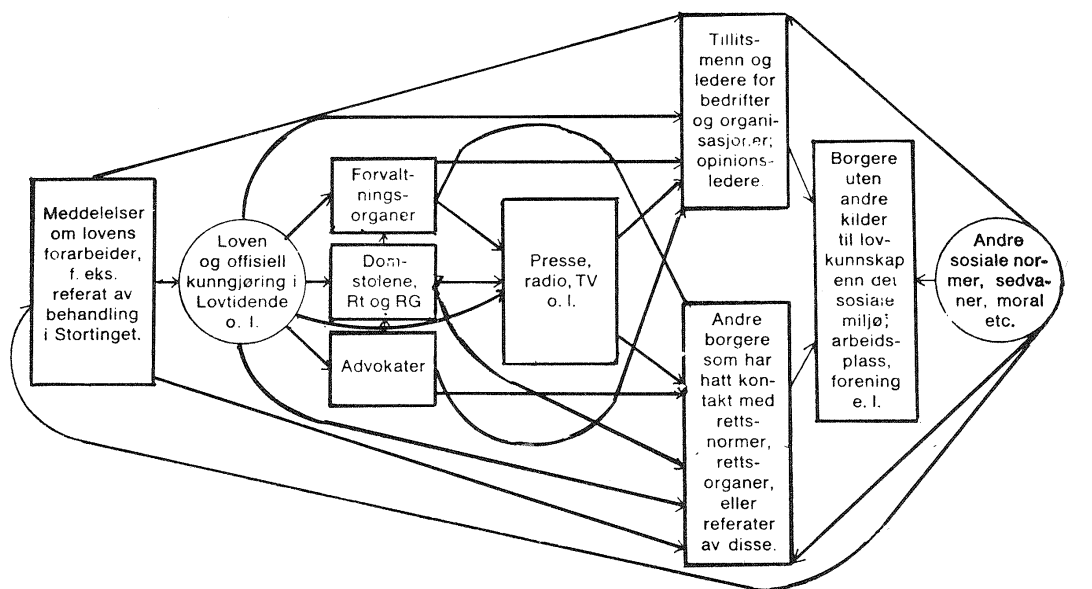 Meddelelser
om lovens
forarbeider,
f. eks.
referat av
behandling
i Stortinget.
Loven
og offisiell
kunngjøring i
Lovtidende
o. l.
Forvalt-
nings-
organer
Dom-
stolene,
Rt og RG
Advokater
Presse,
radio, TV
o. l.
Tillits-
menn og
ledere for
bedrifter
og organi-
sasjoner;
opinions-
ledere.
Andre
borgere
som har
hatt kon-
takt med
retts-
normer,
retts-
organer,
eller
referater
av disse.
Borgere
uten
andre
kilder
til lov-
kunnskap
enn det
sosiale
miljø;
arbeids-
plass,
forening
e. l.
Andre
sosiale nor-
mer, sedva-
ner, moral
etc.